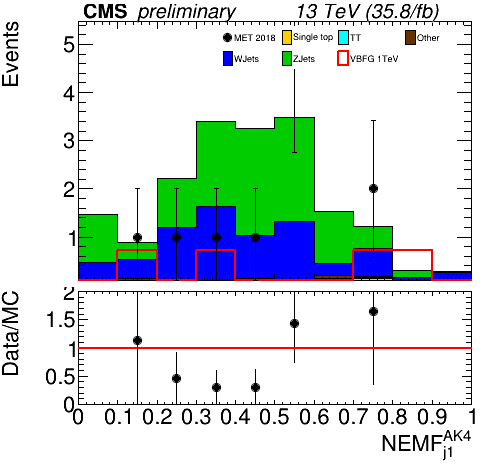 CMS preliminary 13 TeV (35.8/fb)
Events
MET 2018 Single top TT Other
WJets ZJets VBFG 1TeV
5
4
3
2
1
Data/MC
2
1.5
1
0.5
0
0 0.1 0.2 0.3 0.4 0.5 0.6 0.7 0.8 0.9 1
NEMF_{j1}^{AK4}